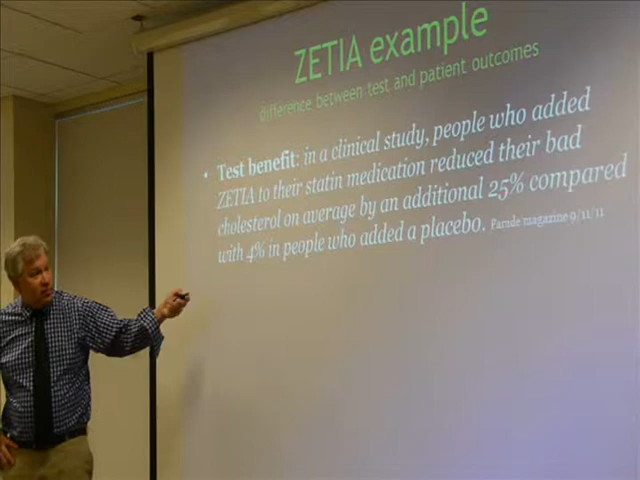 ZETIA example
difference between test and patient outcomes
• Test benefit: in a clinical study, people who added
ZETIA to their statin medication reduced their bad
cholesterol on average by an additional 25% compared
with 4% in people who added a placebo. Parade magazine 9/11/11